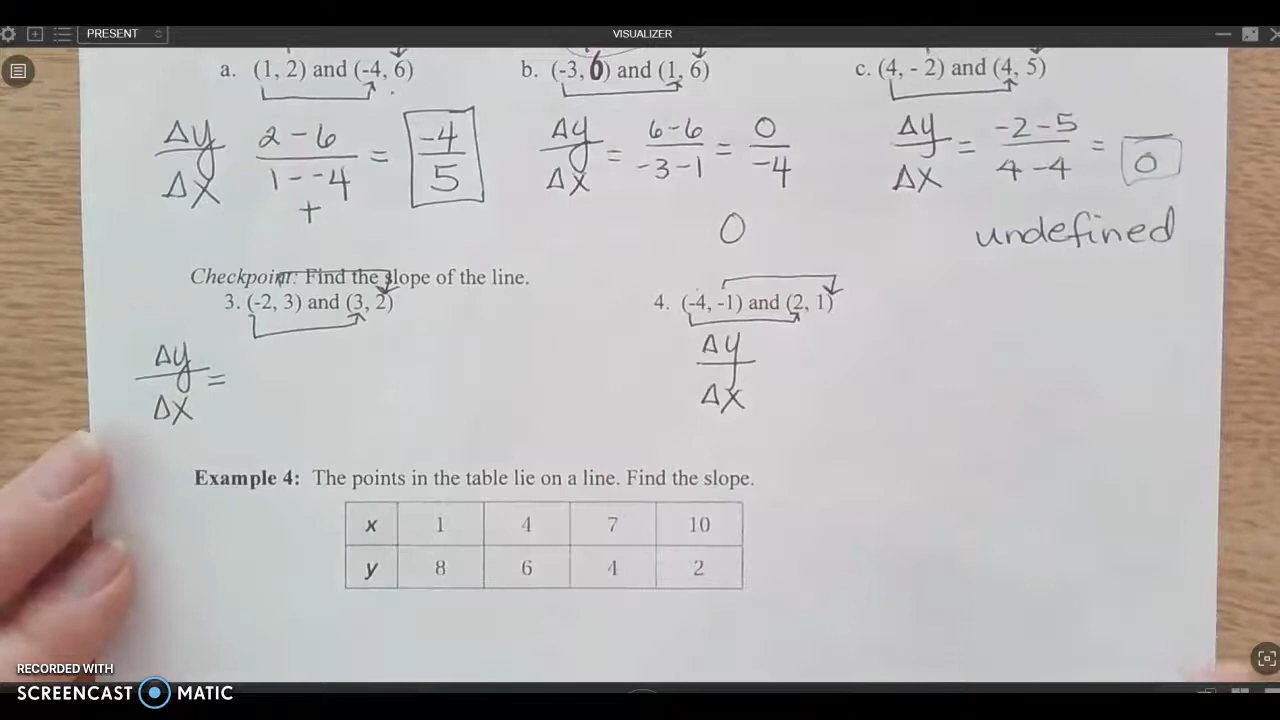 PRESENT
VISUALIZER
a. (1, 2) and (-4, 6)
b. (-3, 6) and (1, 6)
c. (4, - 2) and (4, 5)
Δy/Δx 2 - 6/1 - -4 = -4/5
+
Δy/Δx = 6-6/-3-1 = 0/-4
0
Δy/Δx = -2-5/4-4 = 0
undefined
Checkpoint: Find the slope of the line.
3. (-2, 3) and (3, 2)
4. (-4, -1) and (2, 1)
Δy/Δx =
Δy/Δx
Example 4: The points in the table lie on a line. Find the slope.
x 1 4 7 10
y 8 6 4 2
RECORDED WITH
SCREENCAST MATIC